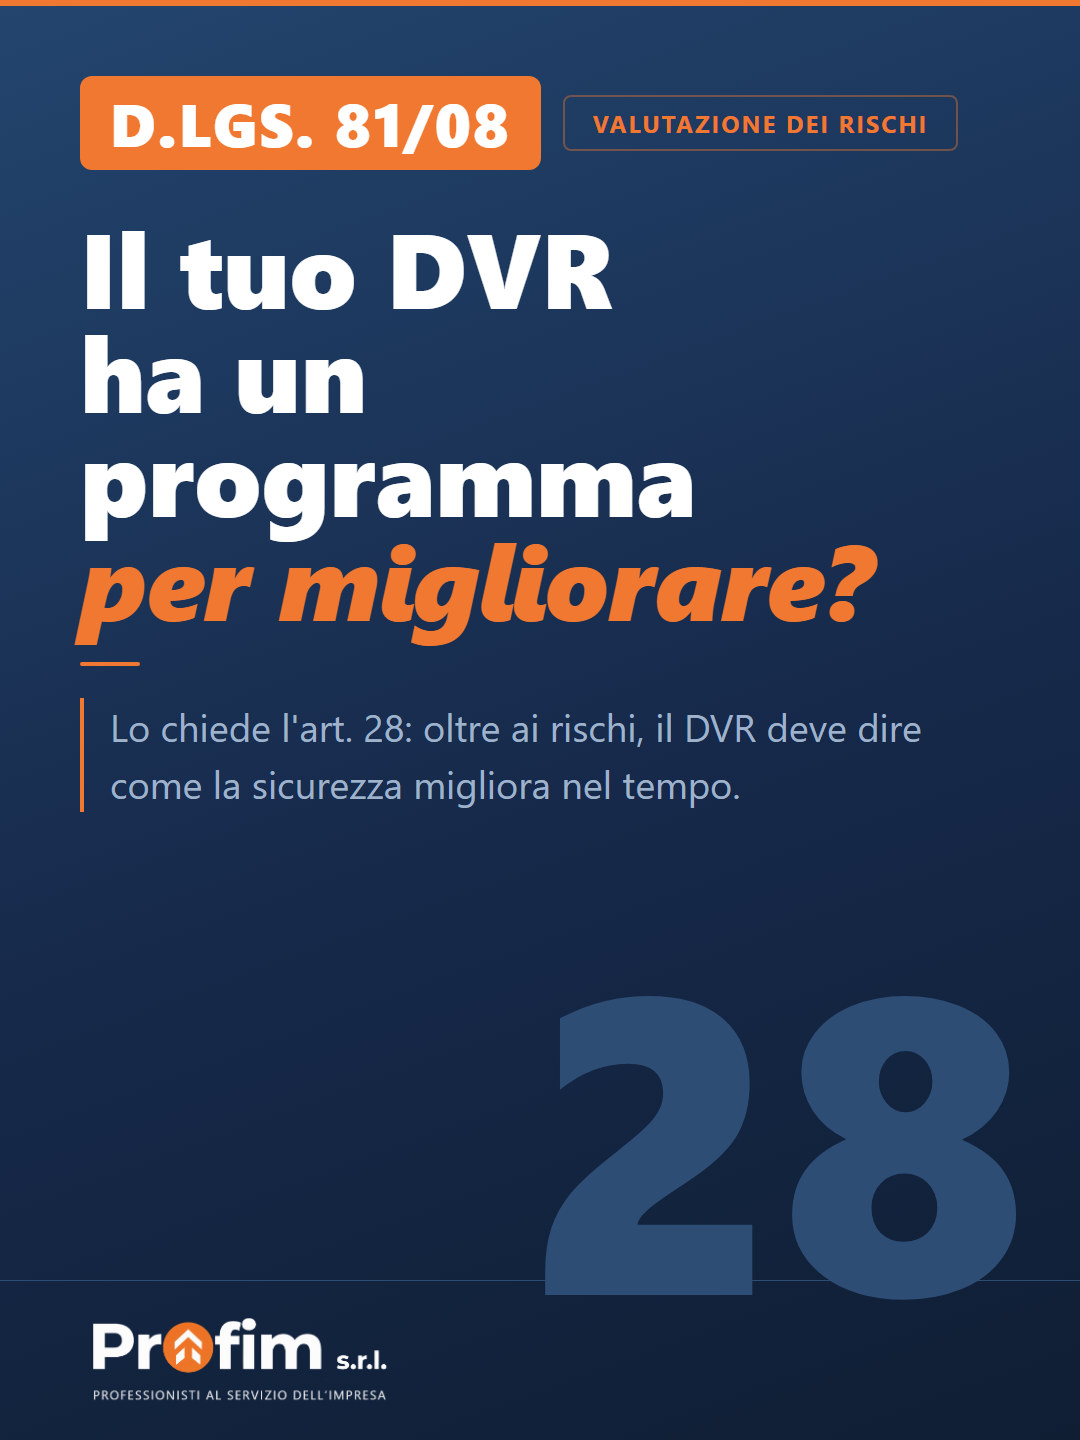 D.LGS. 81/08
VALUTAZIONE DEI RISCHI
Il tuo DVR
ha un
programma
per migliorare?
Lo chiede l'art. 28: oltre ai rischi, il DVR deve dire
come la sicurezza migliora nel tempo.
28
Profim s.r.l.
PROFESSIONISTI AL SERVIZIO DELL'IMPRESA